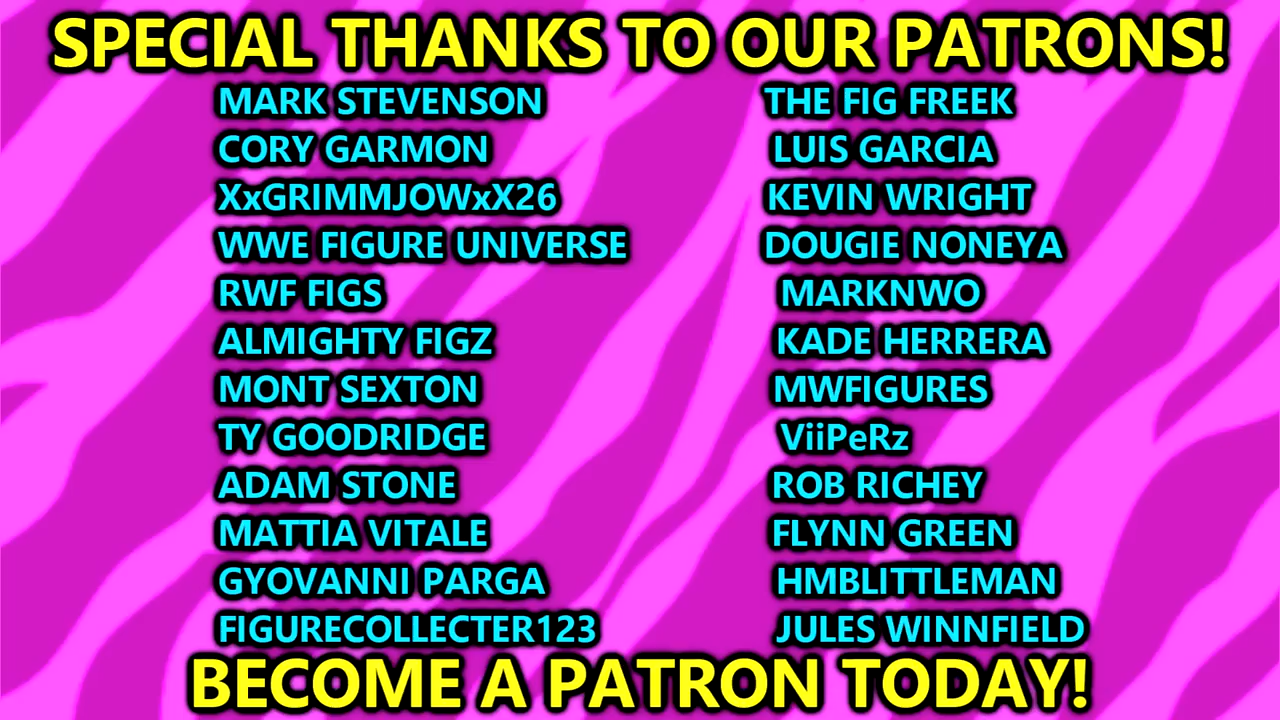 SPECIAL THANKS TO OUR PATRONS!
MARK STEVENSON
CORY GARMON
XxGRIMMJOWxX26
WWE FIGURE UNIVERSE
RWF FIGS
ALMIGHTY FIGZ
MONT SEXTON
TY GOODRIDGE
ADAM STONE
MATTIA VITALE
GYOVANNI PARGA
FIGURECOLLECTER123
THE FIG FREEK
LUIS GARCIA
KEVIN WRIGHT
DOUGIE NONEYA
MARKNWO
KADE HERRERA
MWFIGURES
ViiPeRz
ROB RICHEY
FLYNN GREEN
HMBLITTLEMAN
JULES WINNFIELD
BECOME A PATRON TODAY!